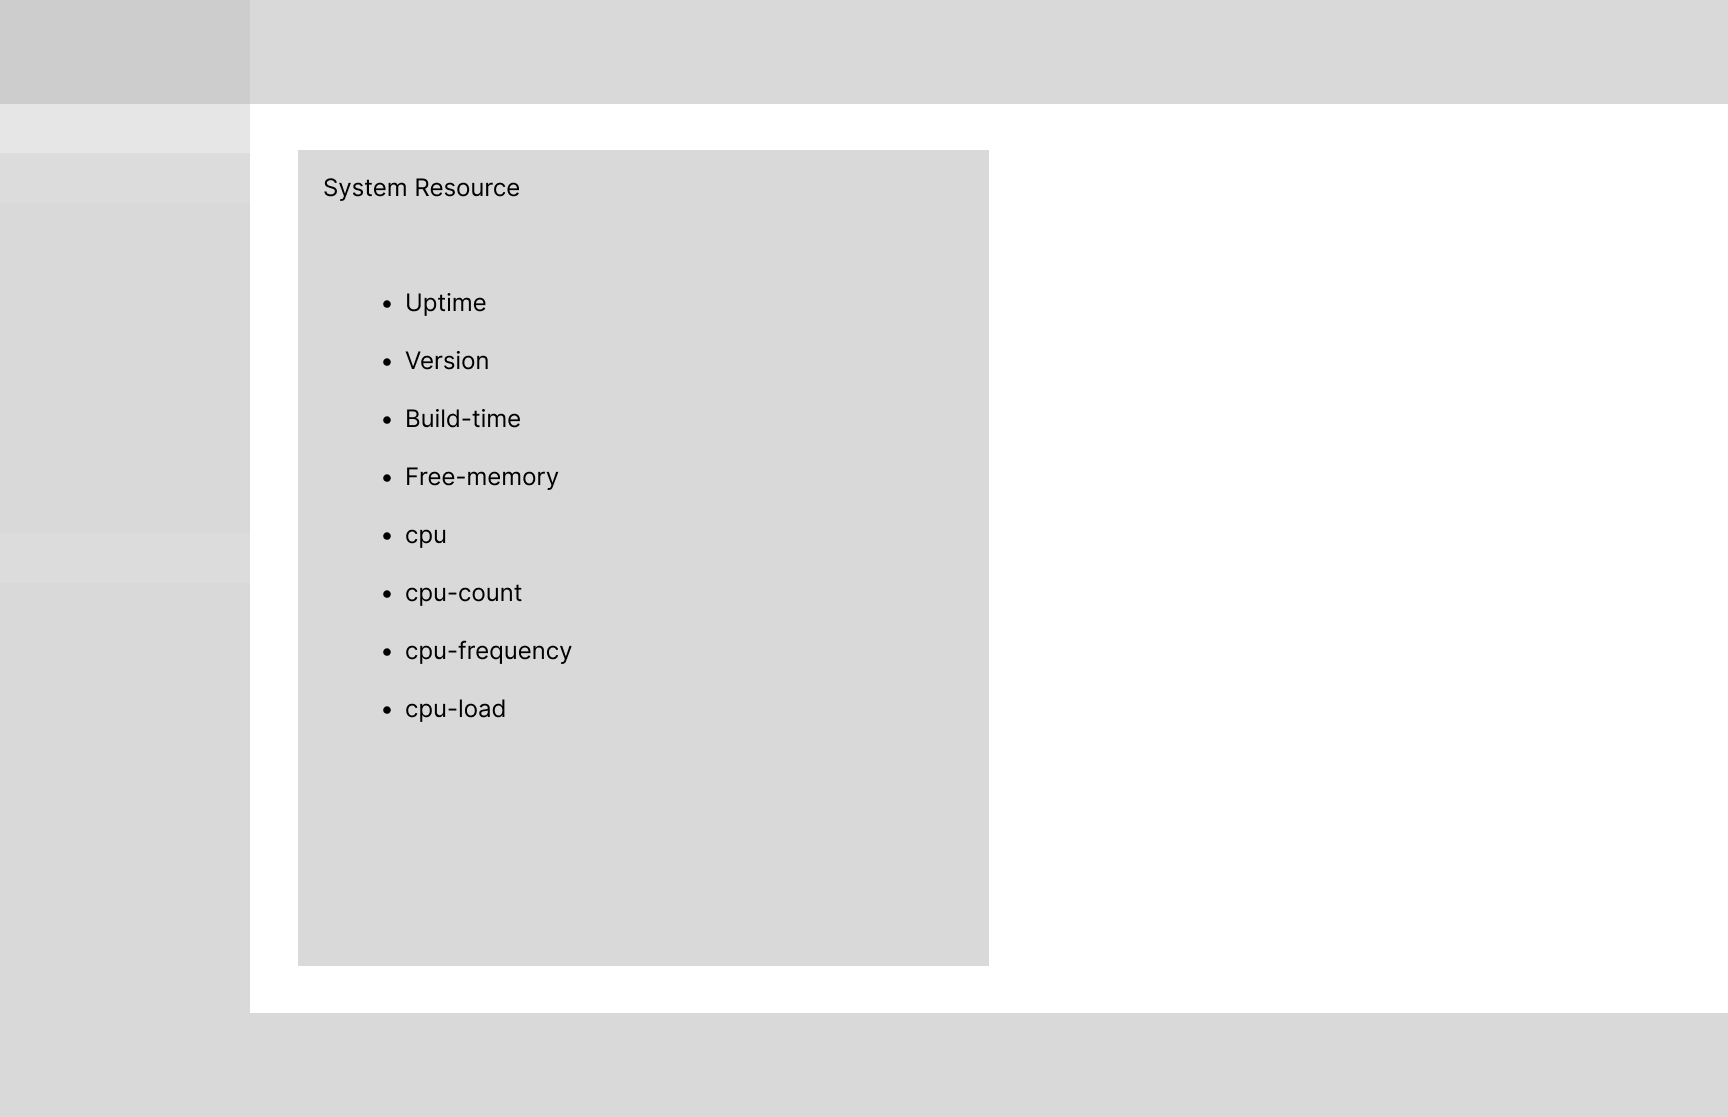 System Resource
• Uptime
• Version
• Build-time
• Free-memory
• cpu
• cpu-count
• cpu-frequency
• cpu-load